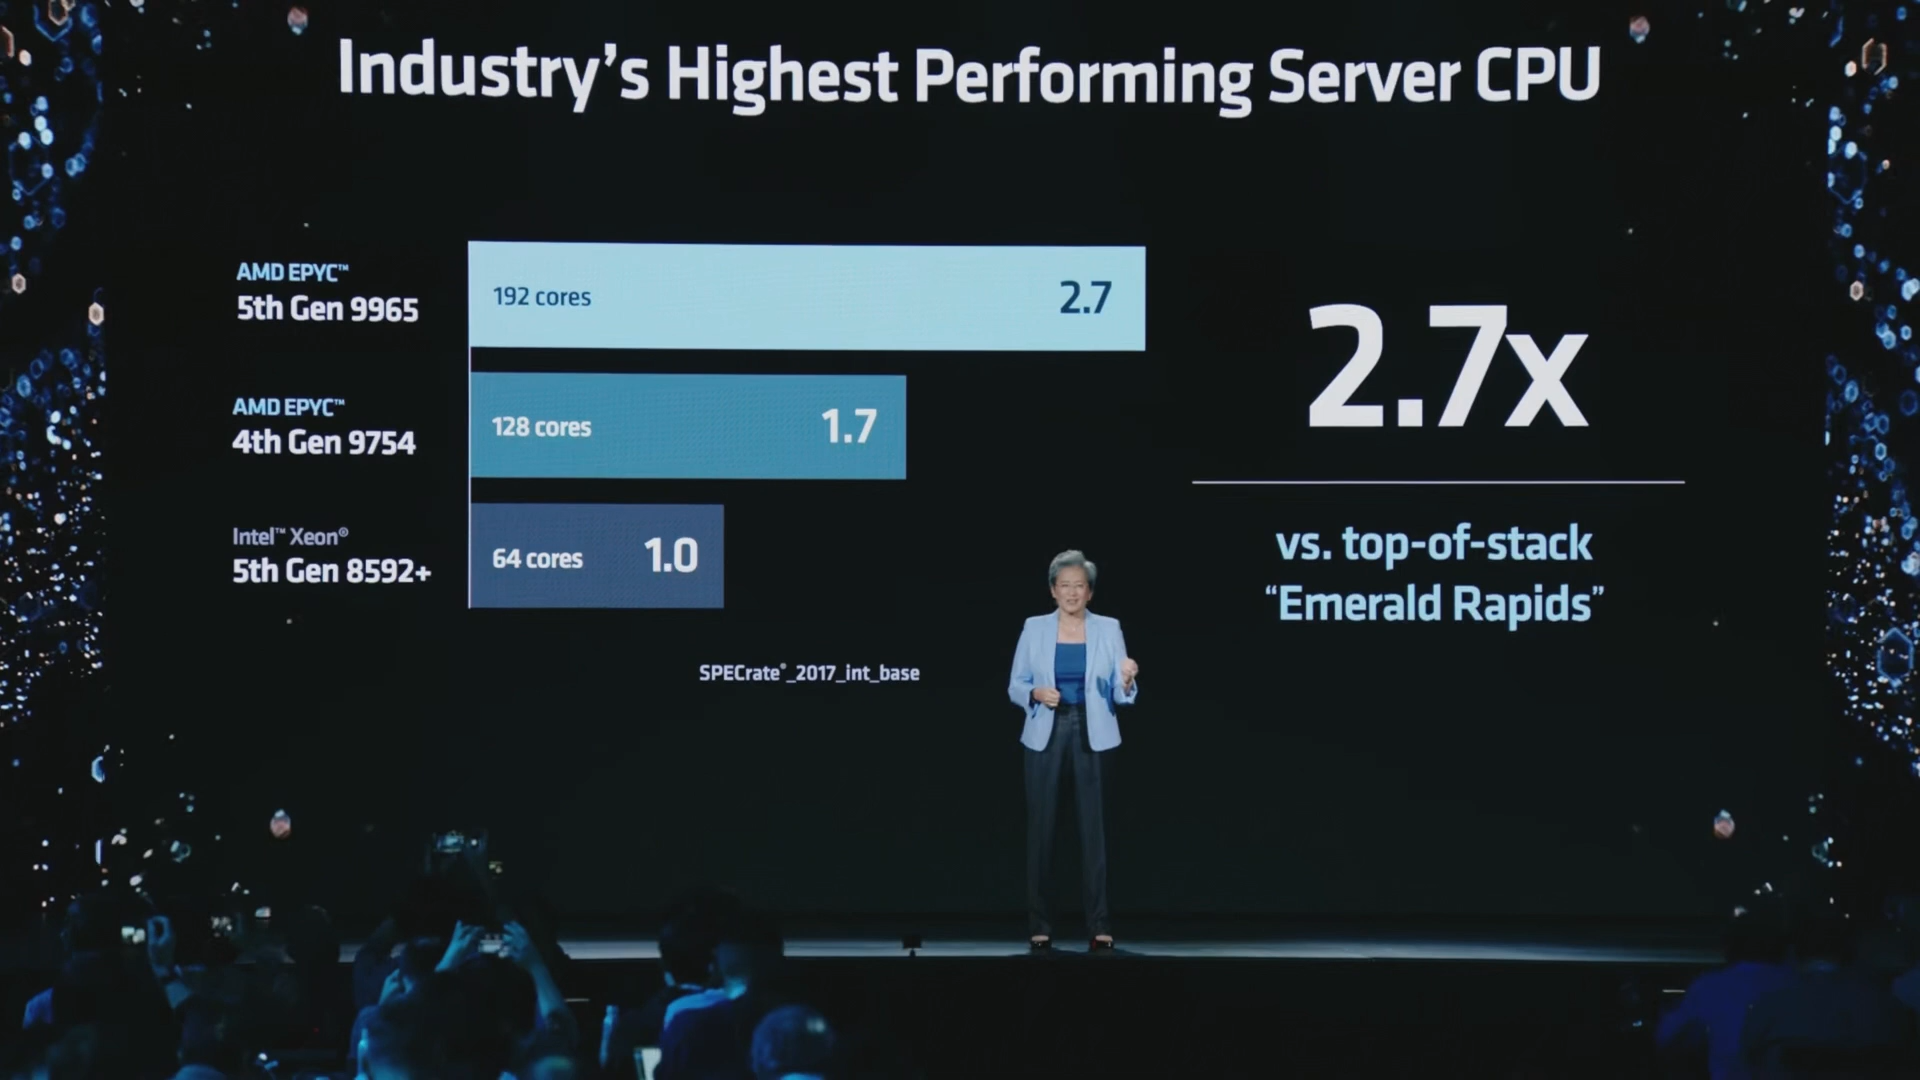 Industry's Highest Performing Server CPU
AMD EPYC™
5th Gen 9965
192 cores
2.7
AMD EPYC™
4th Gen 9754
128 cores
1.7
Intel™ Xeon®
5th Gen 8592+
64 cores
1.0
SPECrate®_2017_int_base
2.7x
vs. top-of-stack
“Emerald Rapids”